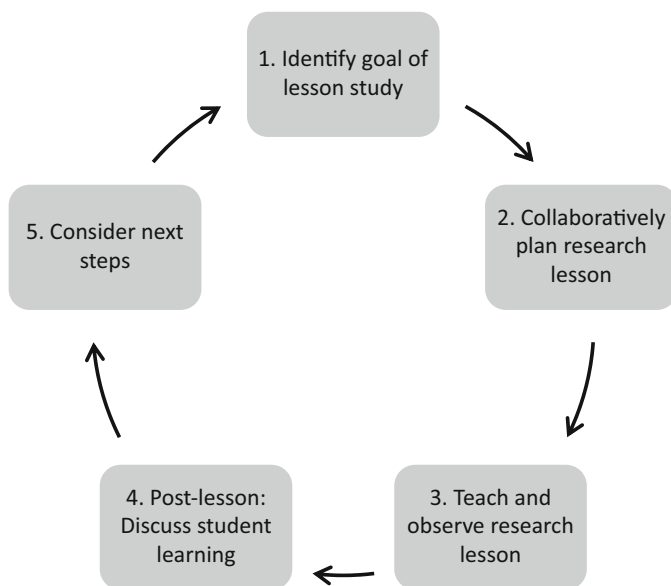 1. Identify goal of
lesson study
2. Collaboratively
plan research
lesson
3. Teach and
observe research
lesson
4. Post-lesson:
Discuss student
learning
5. Consider next
steps